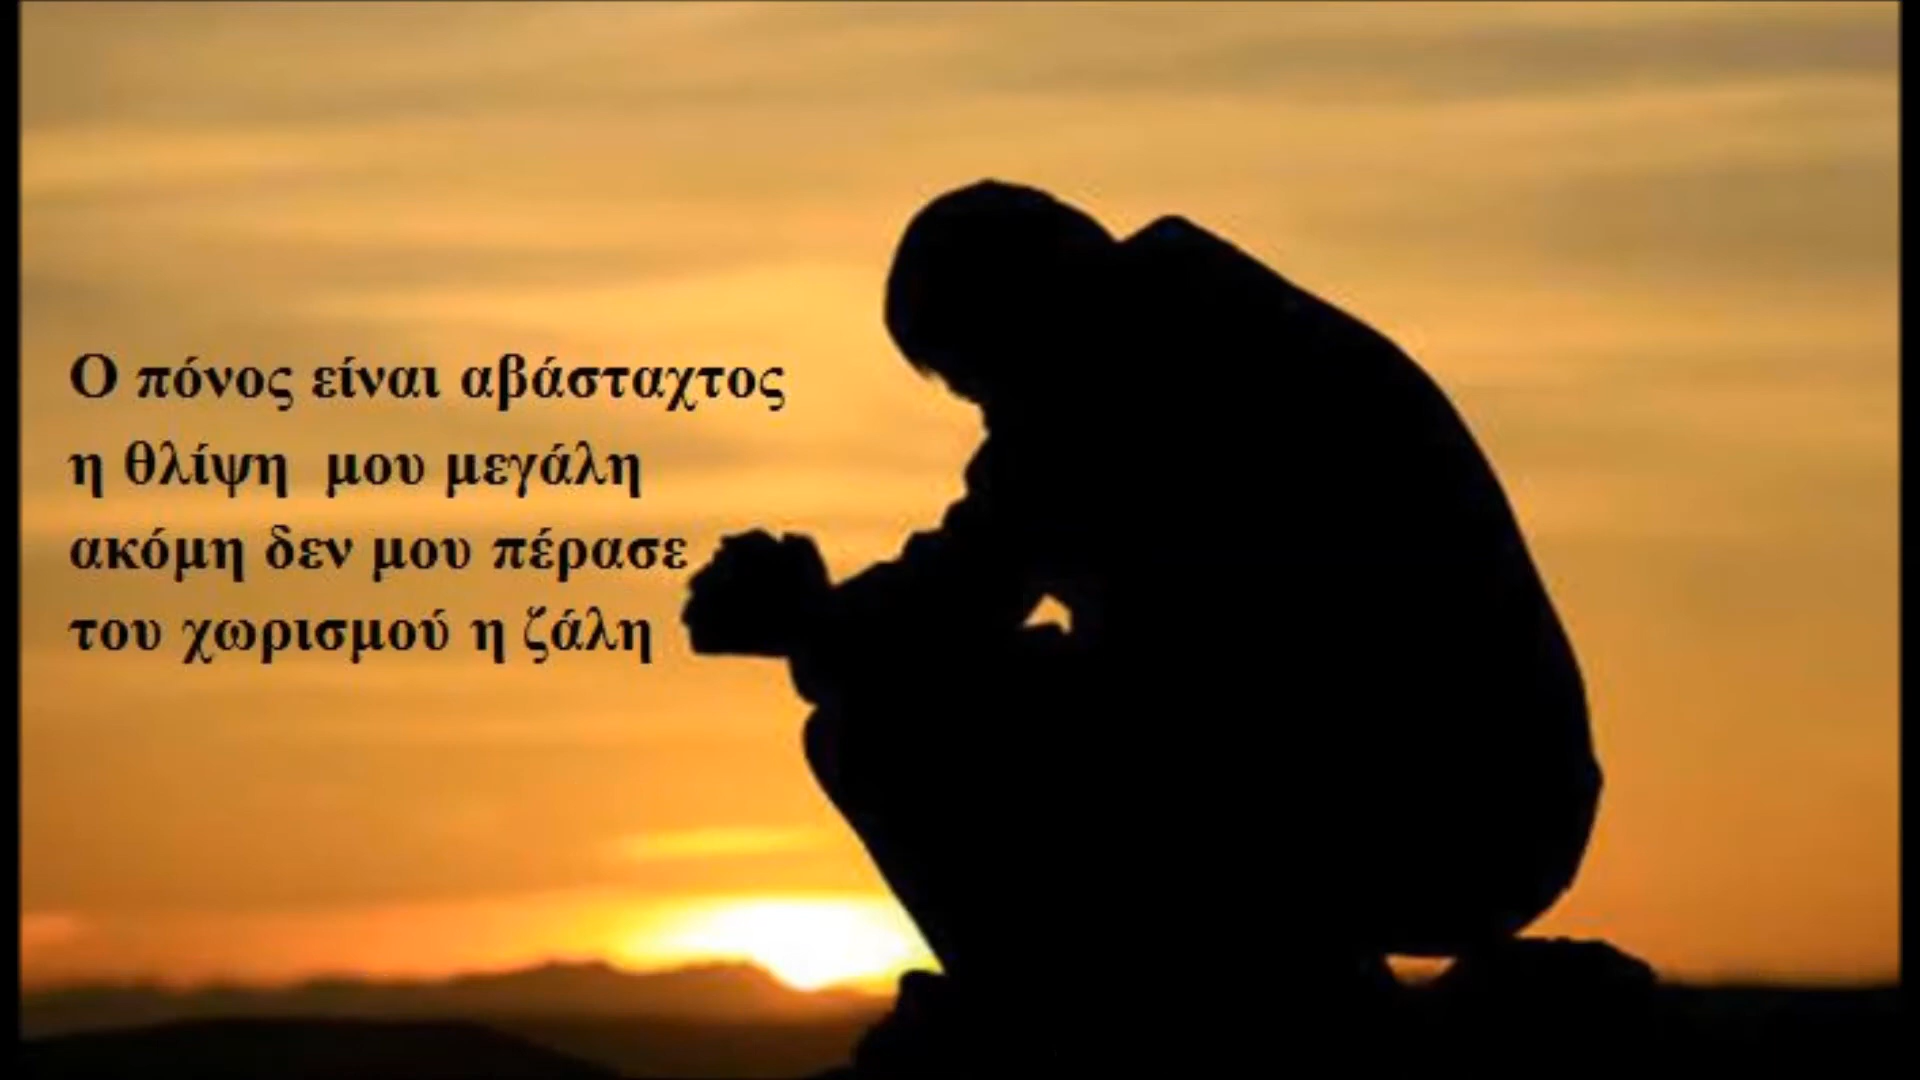 Ο πόνος είναι αβάσταχτος
η θλίψη μου μεγάλη
ακόμη δεν μου πέρασε
του χωρισμού η ζάλη